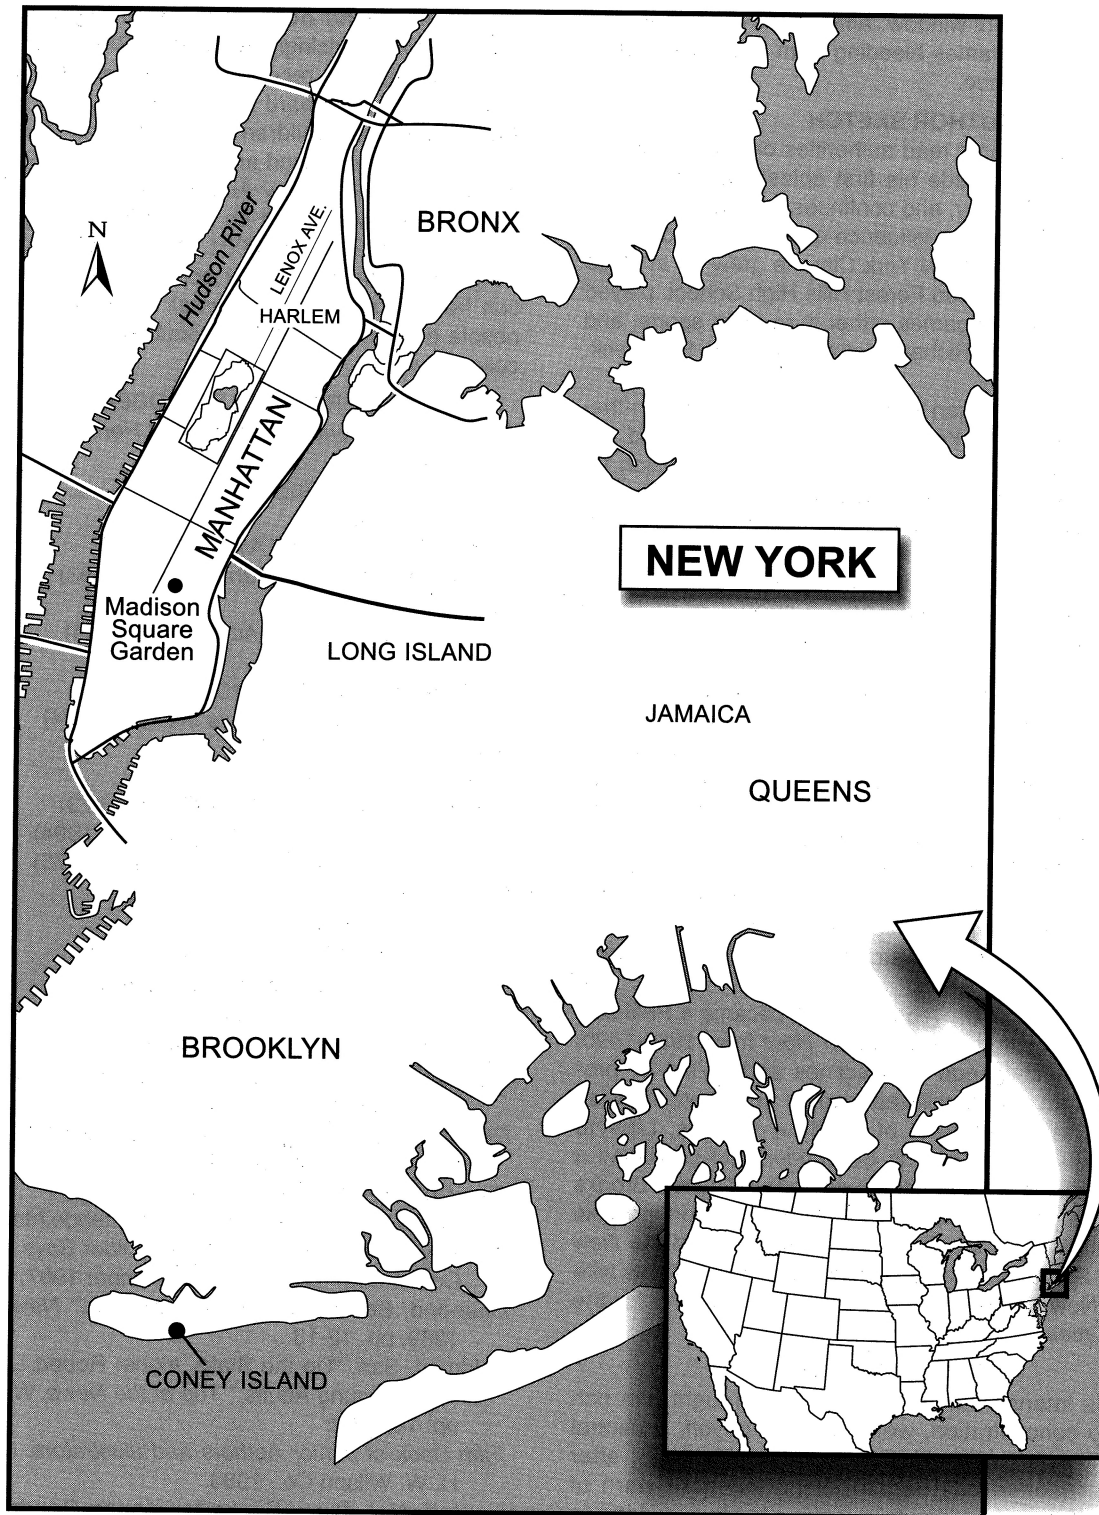 N
Hudson River
LENOX AVE.
BRONX
HARLEM
MANHATTAN
NEW YORK
Madison
Square
Garden
LONG ISLAND
JAMAICA
QUEENS
BROOKLYN
CONEY ISLAND